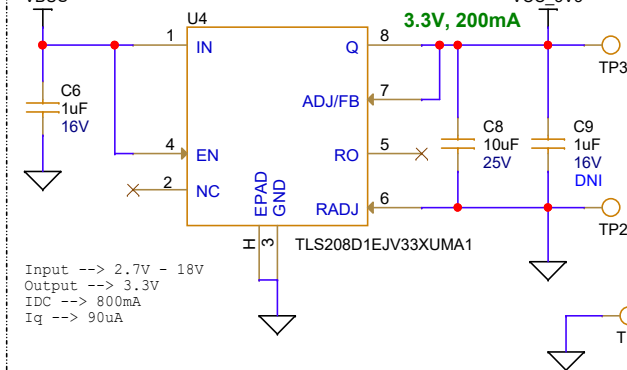 U4
3.3V, 200mA
1
IN
Q
8
TP3
C6
1uF
16V
ADJ/FB
7
4
EN
RO
5
C8
10uF
25V
C9
1uF
16V
DNI
2
NC
EPAD
GND
RADJ
6
TP2
H
3
TLS208D1EJV33XUMA1
Input --> 2.7V - 18V
Output --> 3.3V
IDC --> 800mA
Iq --> 90uA